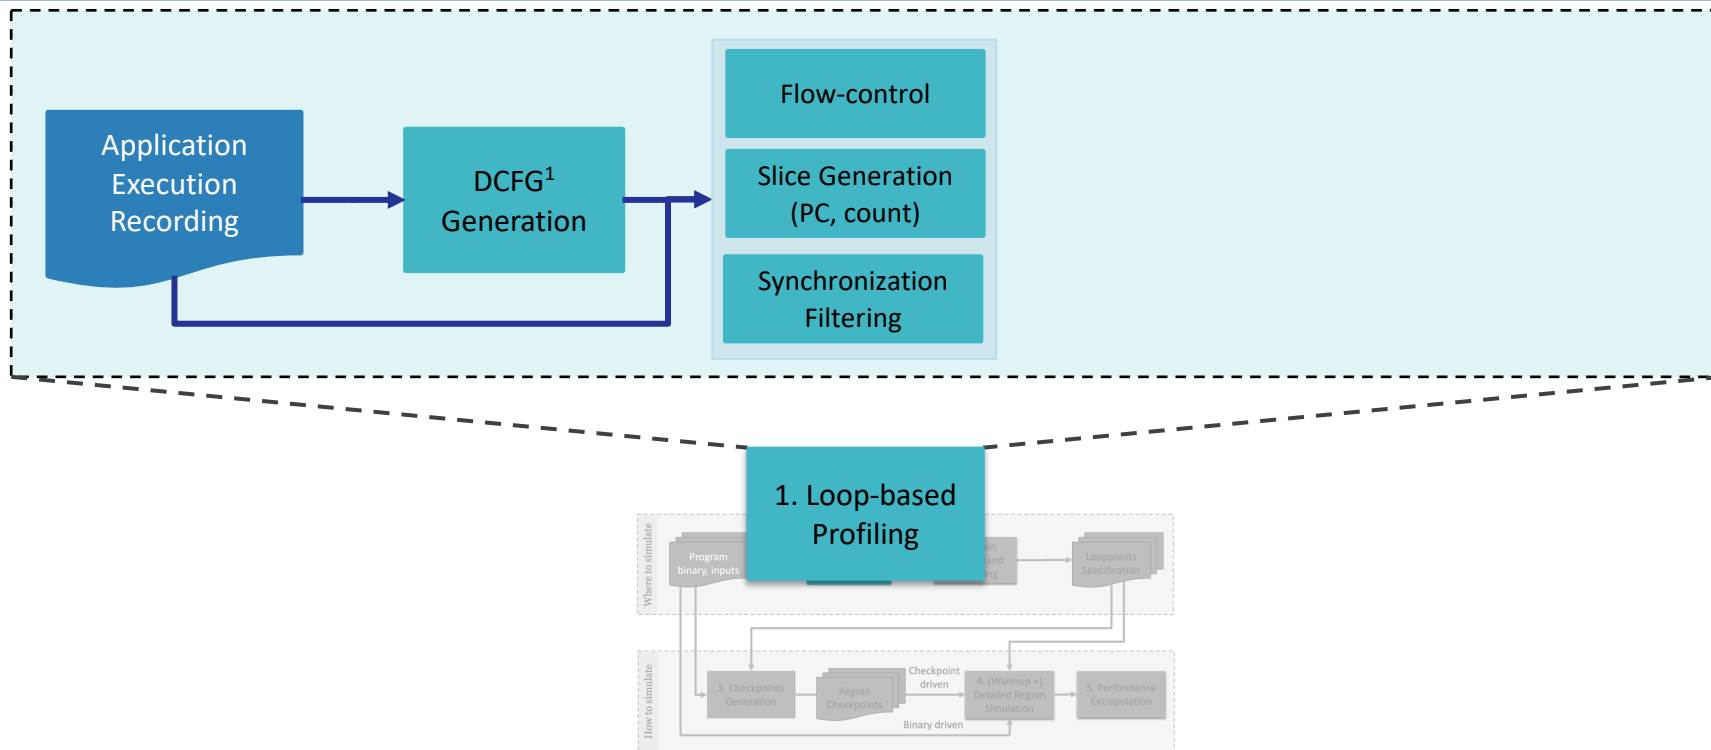 Application
Execution
Recording
DCFG¹
Generation
Flow-control
Slice Generation
(PC, count)
Synchronization
Filtering
1. Loop-based
Profiling
Where to simulate
Program
binary, inputs
and
Looppoints
Specification
How to simulate
3. Checkpoints
Generation
Region
Checkpoints
Checkpoint
driven
Binary driven
4. (Warmup +)
Detailed Region
Simulation
5. Performance
Extrapolation